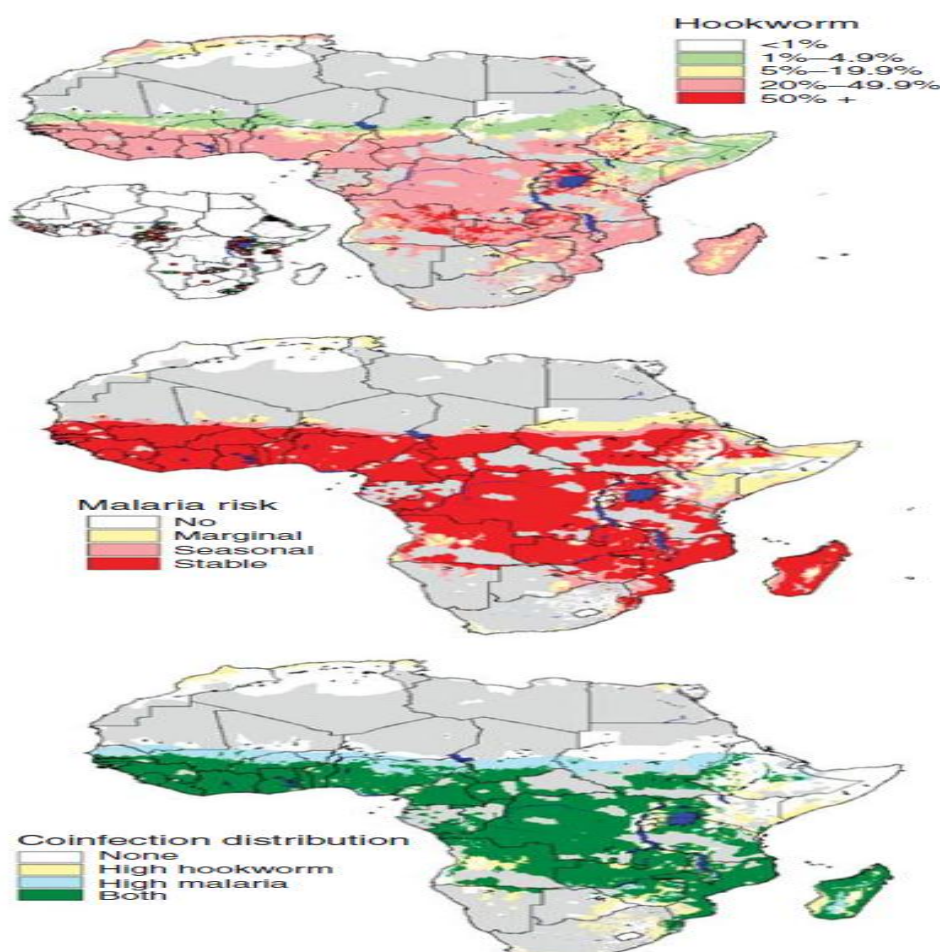 Hookworm
<1%
1%–4.9%
5%–19.9%
20%–49.9%
50% +
Malaria risk
No
Marginal
Seasonal
Stable
Coinfection distribution
None
High hookworm
High malaria
Both